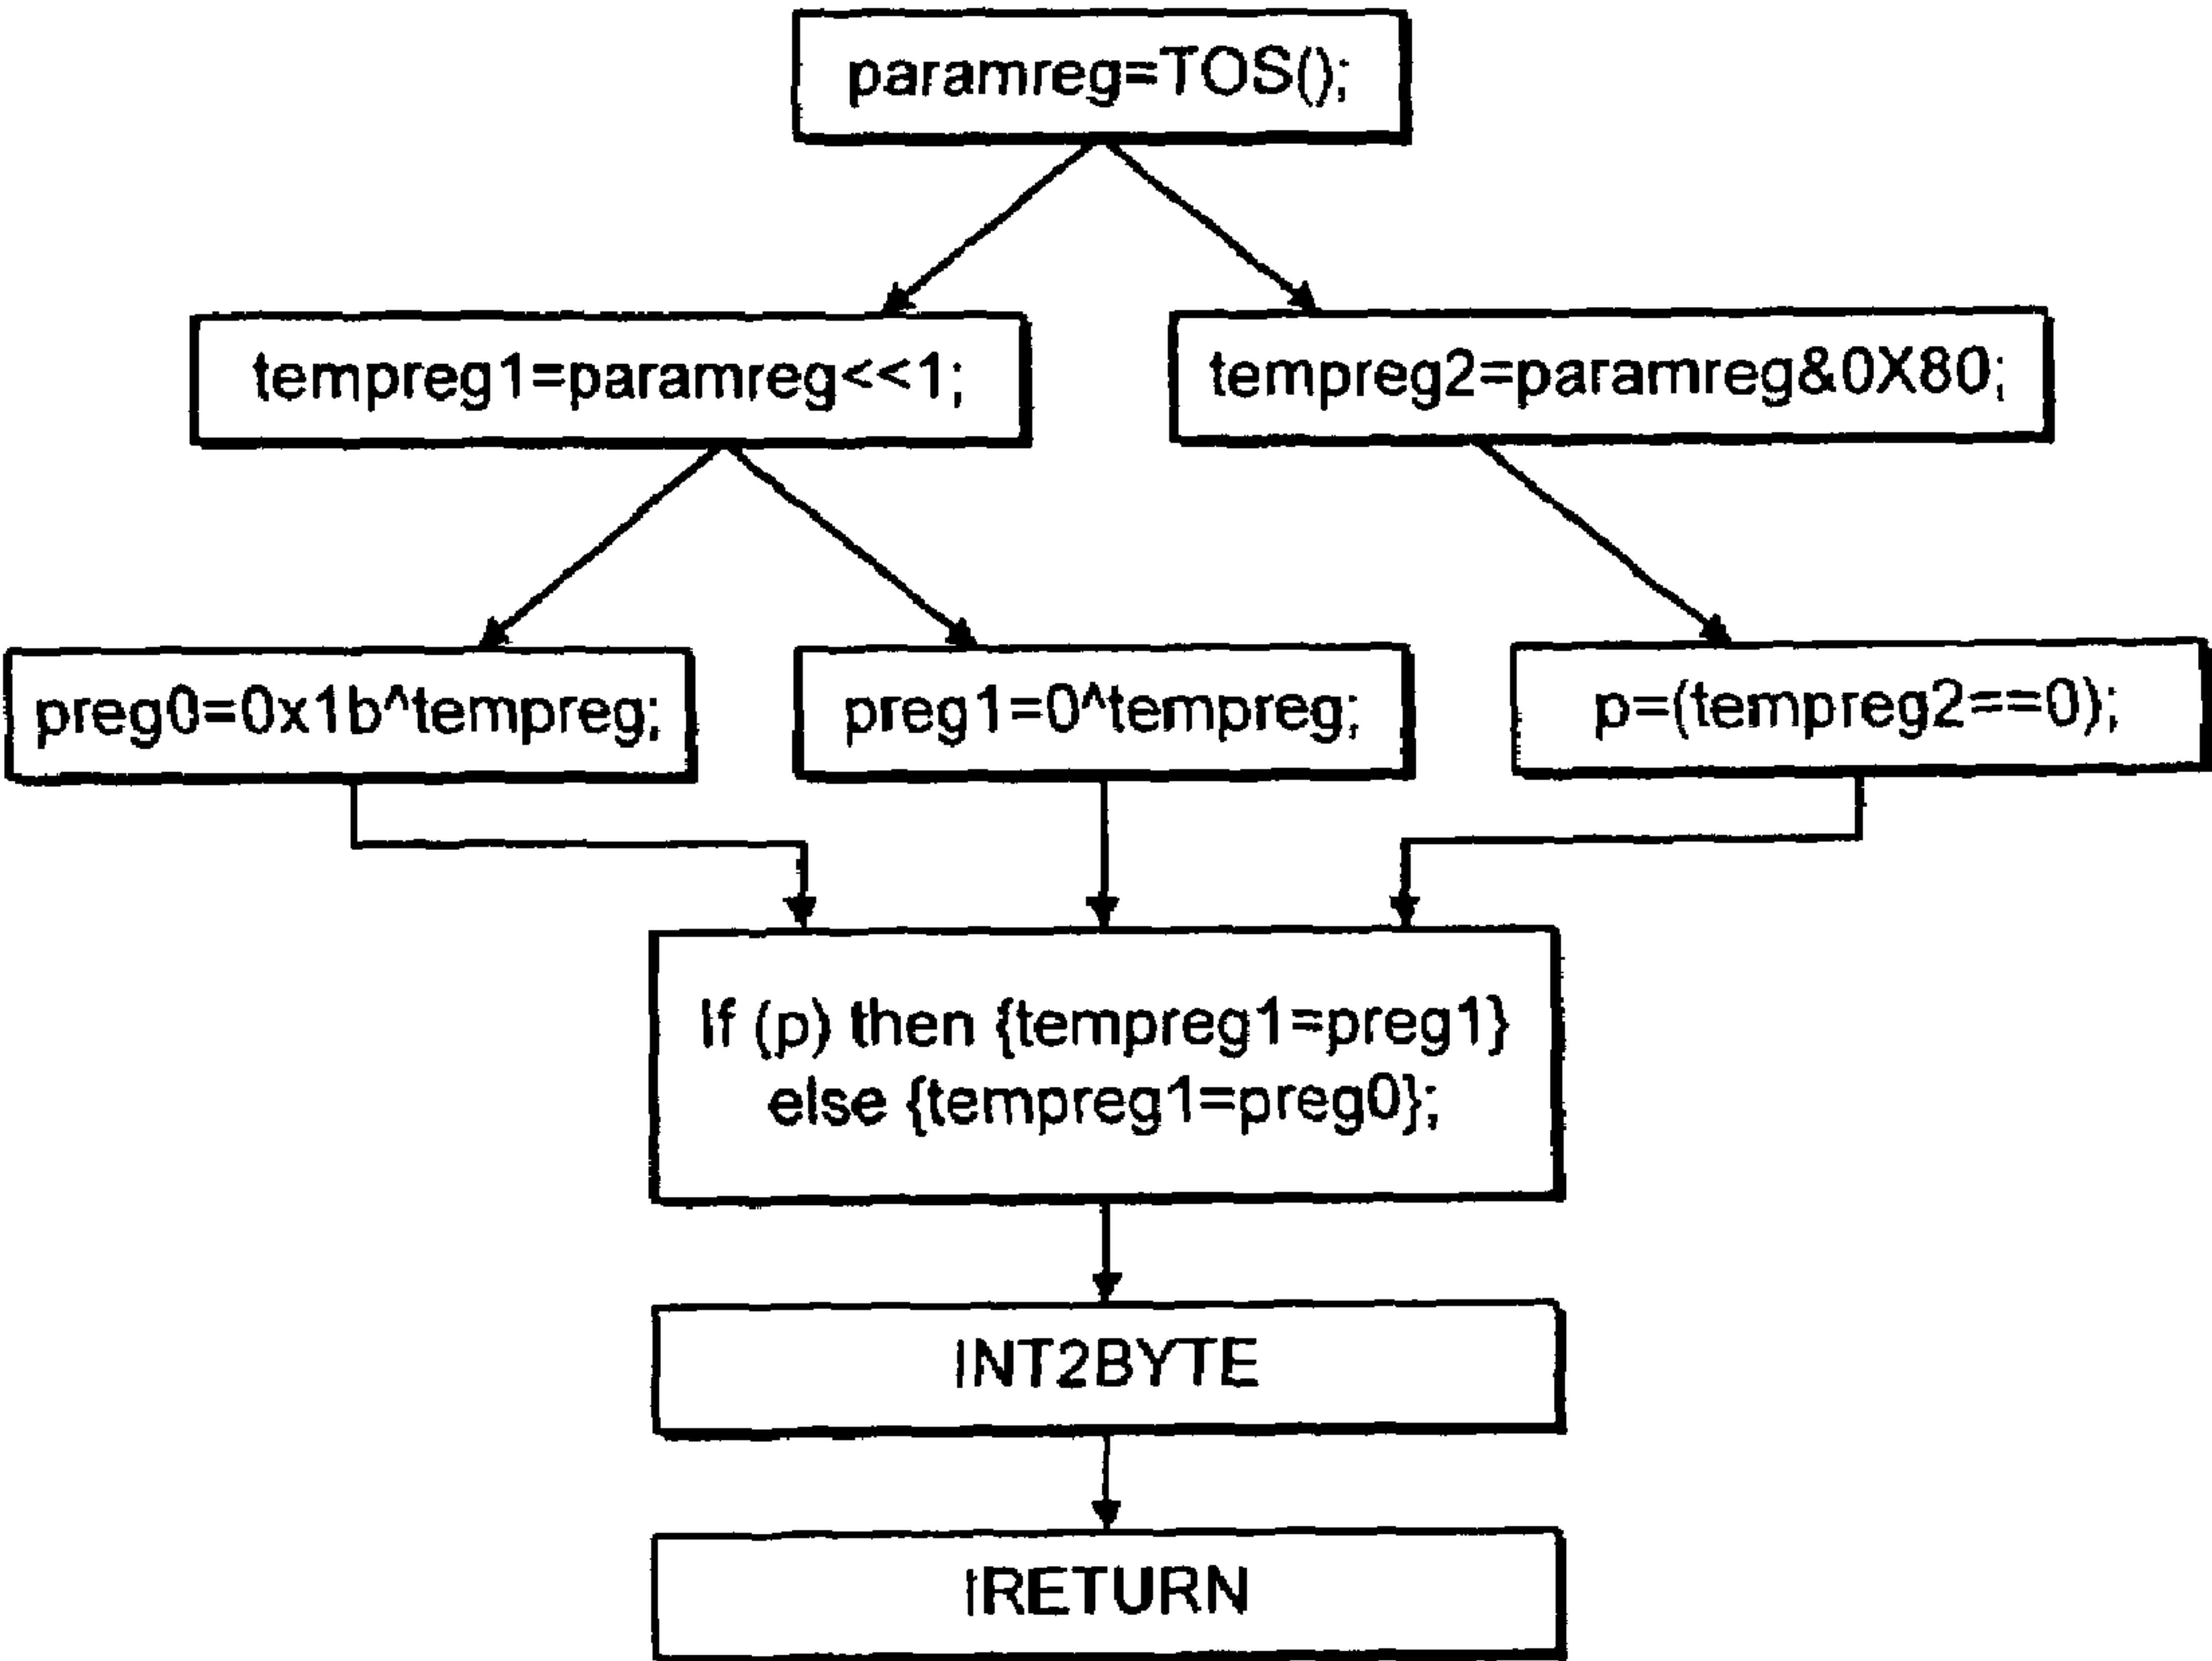 paramreg=TOS();
tempreg1=paramreg<<1;
tempreg2=paramreg&0X80;
preg0=0x1b^tempreg;
preg1=0^tempreg;
p=(tempreg2==0);
If (p) then {tempreg1=preg1}
else {tempreg1=preg0};
INT2BYTE
IRETURN